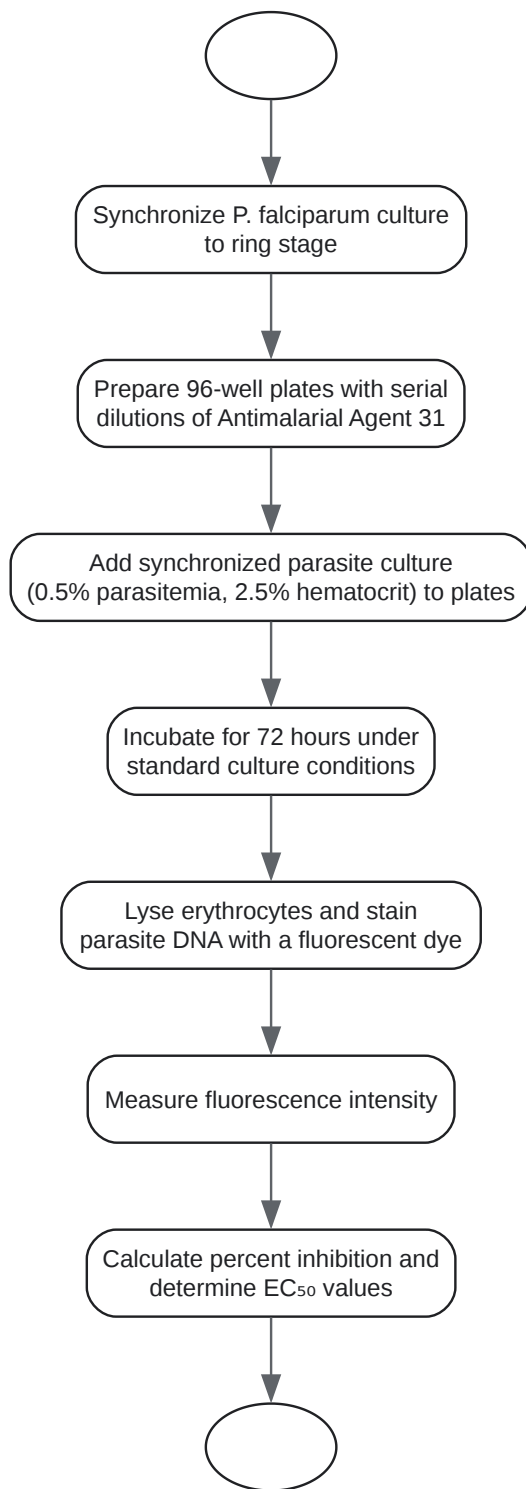 Synchronize P. falciparum culture
to ring stage
Prepare 96-well plates with serial
dilutions of Antimalarial Agent 31
Add synchronized parasite culture
(0.5% parasitemia, 2.5% hematocrit) to plates
Incubate for 72 hours under
standard culture conditions
Lyse erythrocytes and stain
parasite DNA with a fluorescent dye
Measure fluorescence intensity
Calculate percent inhibition and
determine EC₅₀ values